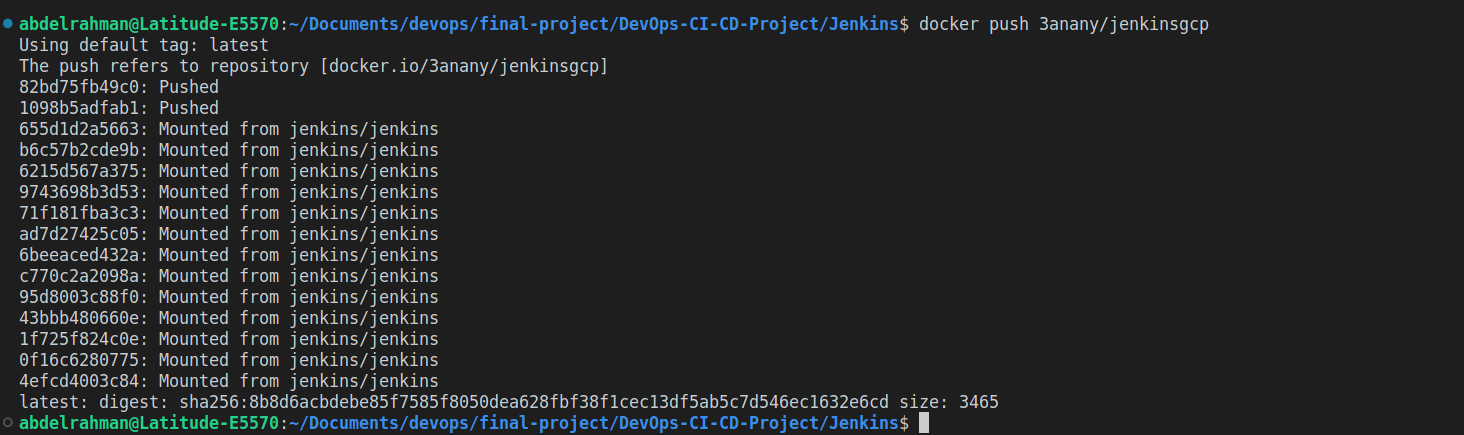 abdelrahman@Latitude-E5570:~/Documents/devops/final-project/DevOps-CI-CD-Project/Jenkins$ docker push 3anany/jenkinsgcp
Using default tag: latest
The push refers to repository [docker.io/3anany/jenkinsgcp]
82bd75fb49c0: Pushed
1098b5adfab1: Pushed
655d1d2a5663: Mounted from jenkins/jenkins
b6c57b2cde9b: Mounted from jenkins/jenkins
6215d567a375: Mounted from jenkins/jenkins
9743698b3d53: Mounted from jenkins/jenkins
71f181fba3c3: Mounted from jenkins/jenkins
ad7d27425c05: Mounted from jenkins/jenkins
6beeaced432a: Mounted from jenkins/jenkins
c770c2a2098a: Mounted from jenkins/jenkins
95d8003c88f0: Mounted from jenkins/jenkins
43bbb480660e: Mounted from jenkins/jenkins
1f725f824c0e: Mounted from jenkins/jenkins
0f16c6280775: Mounted from jenkins/jenkins
4efcd4003c84: Mounted from jenkins/jenkins
latest: digest: sha256:8b8d6acbdebe85f7585f8050dea628fbf38f1cec13df5ab5c7d546ec1632e6cd size: 3465
abdelrahman@Latitude-E5570:~/Documents/devops/final-project/DevOps-CI-CD-Project/Jenkins$